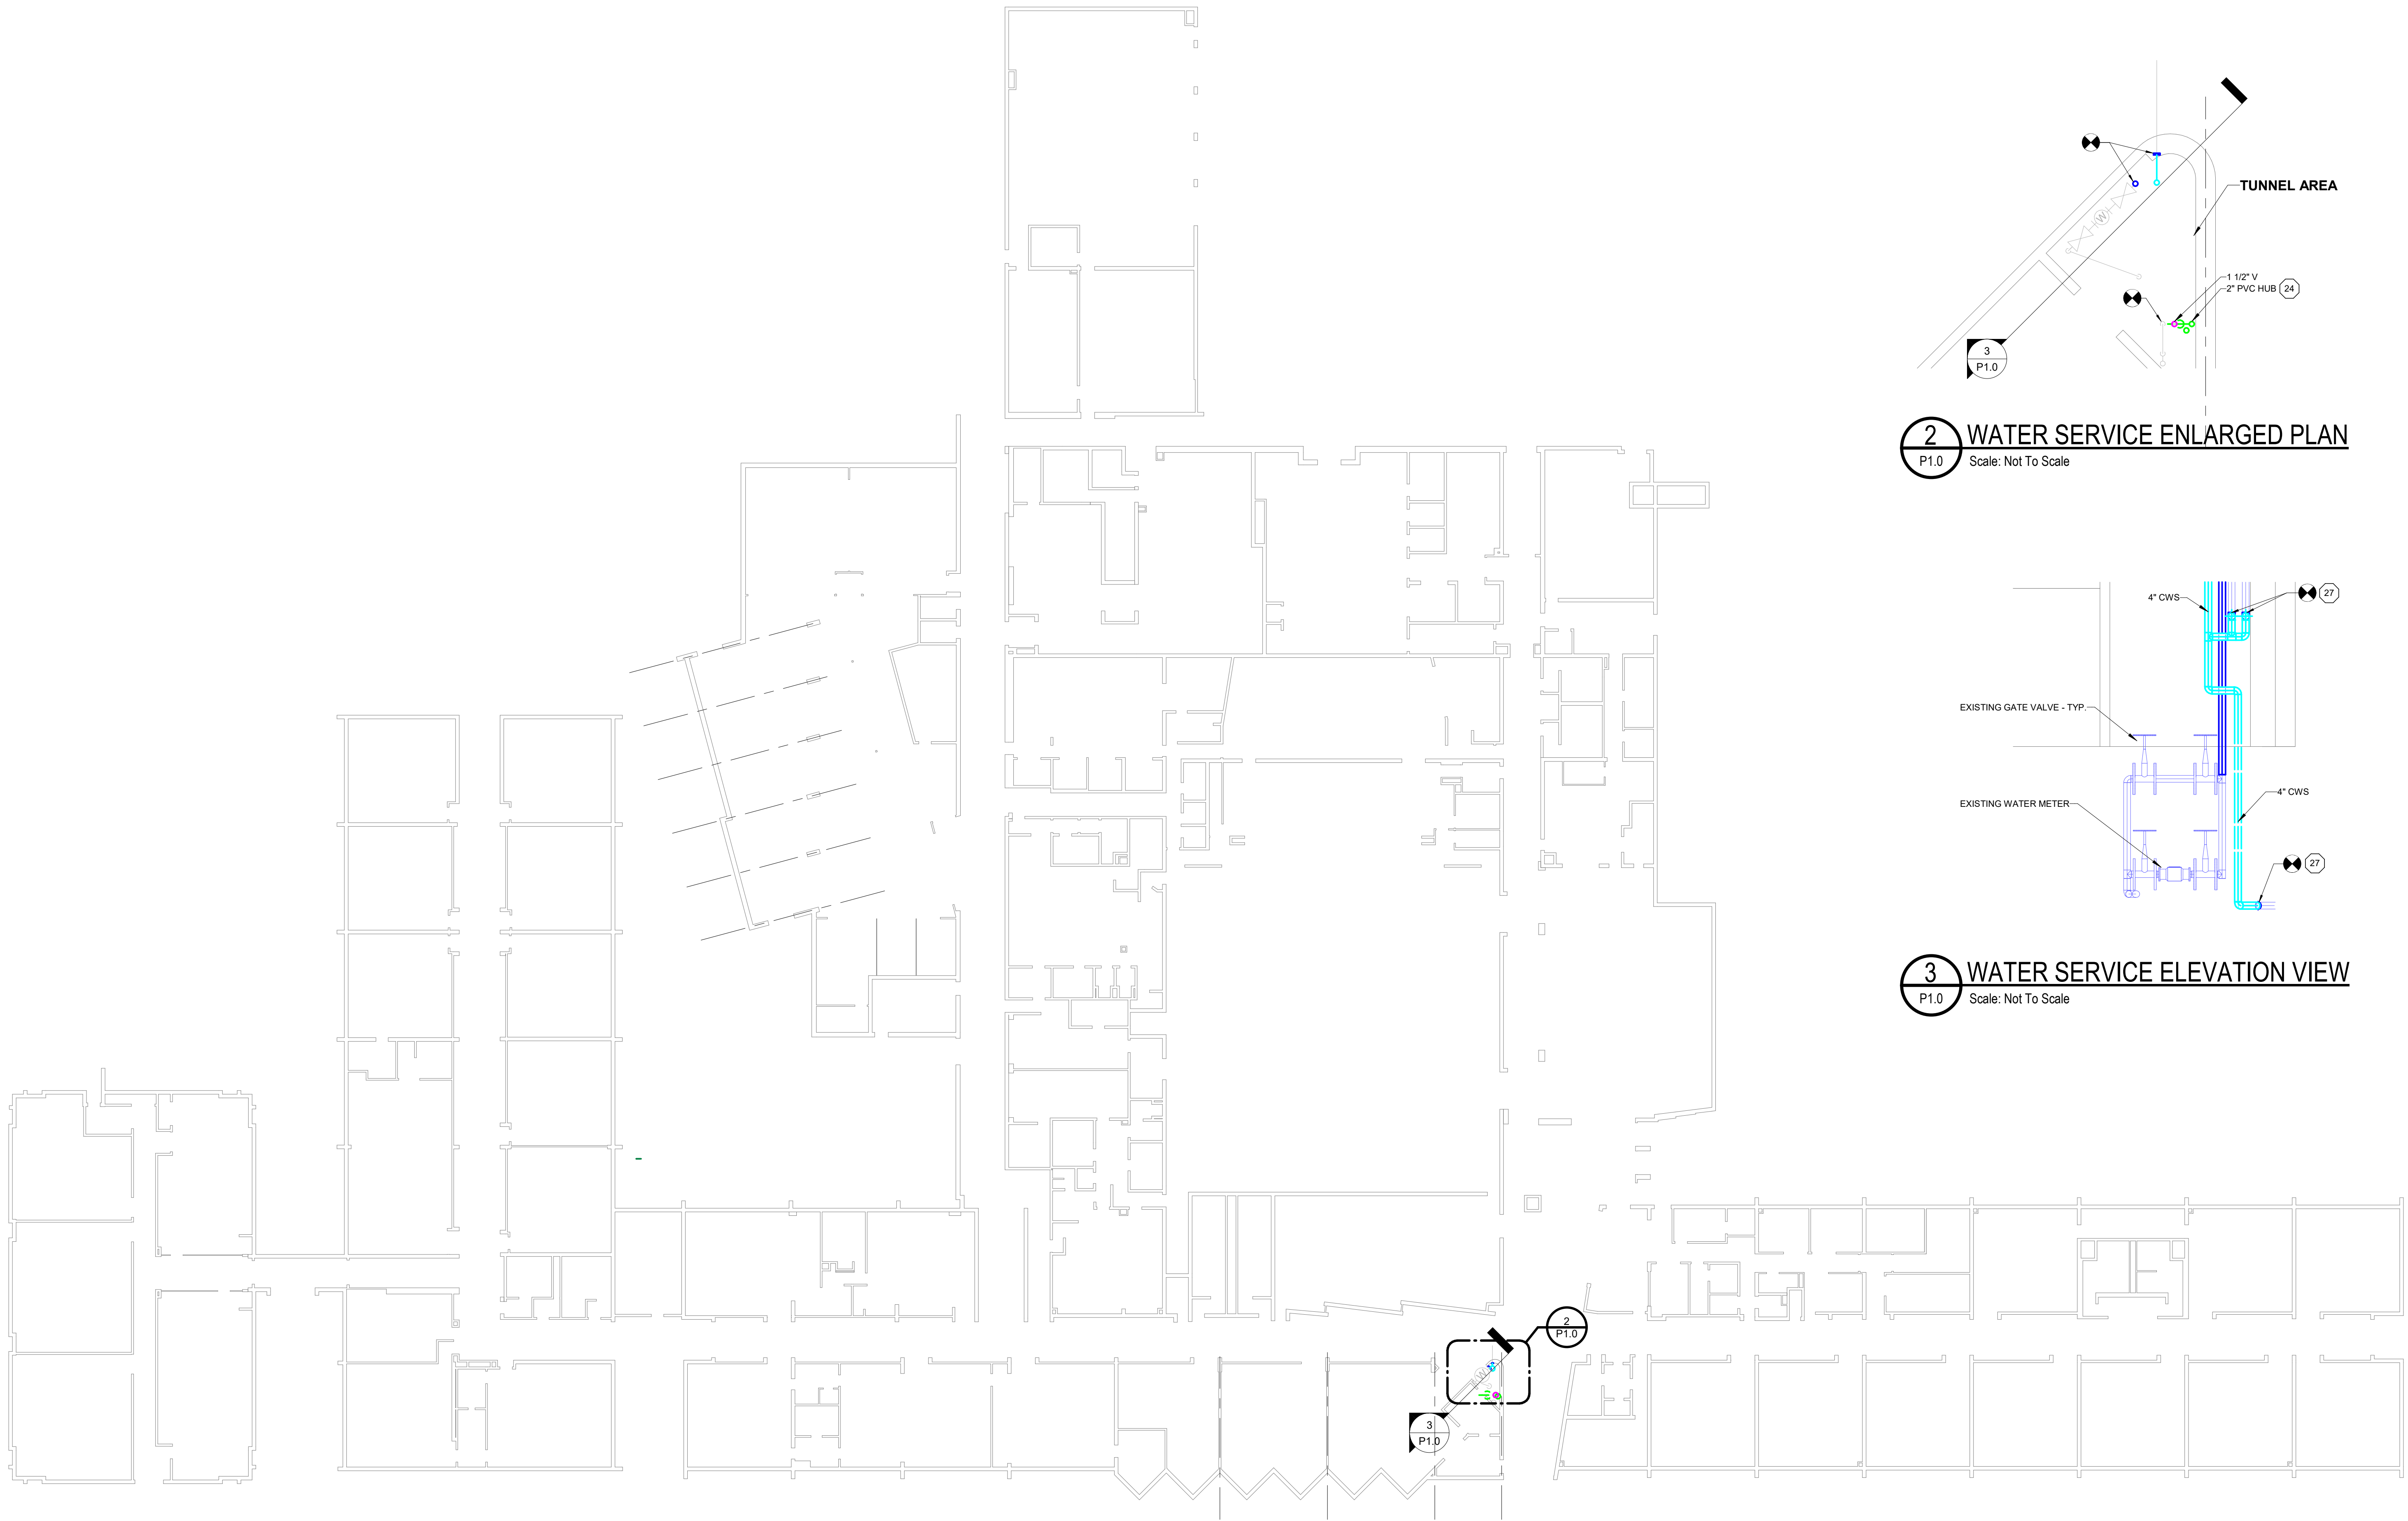 TUNNEL AREA
W
1 1/2" V
2" PVC HUB 24
3
P1.0
2
P1.0
WATER SERVICE ENLARGED PLAN
Scale: Not To Scale
4" CWS
27
EXISTING GATE VALVE - TYP.
4" CWS
EXISTING WATER METER
27
3
P1.0
WATER SERVICE ELEVATION VIEW
Scale: Not To Scale
2
P1.0
W
3
P1.0